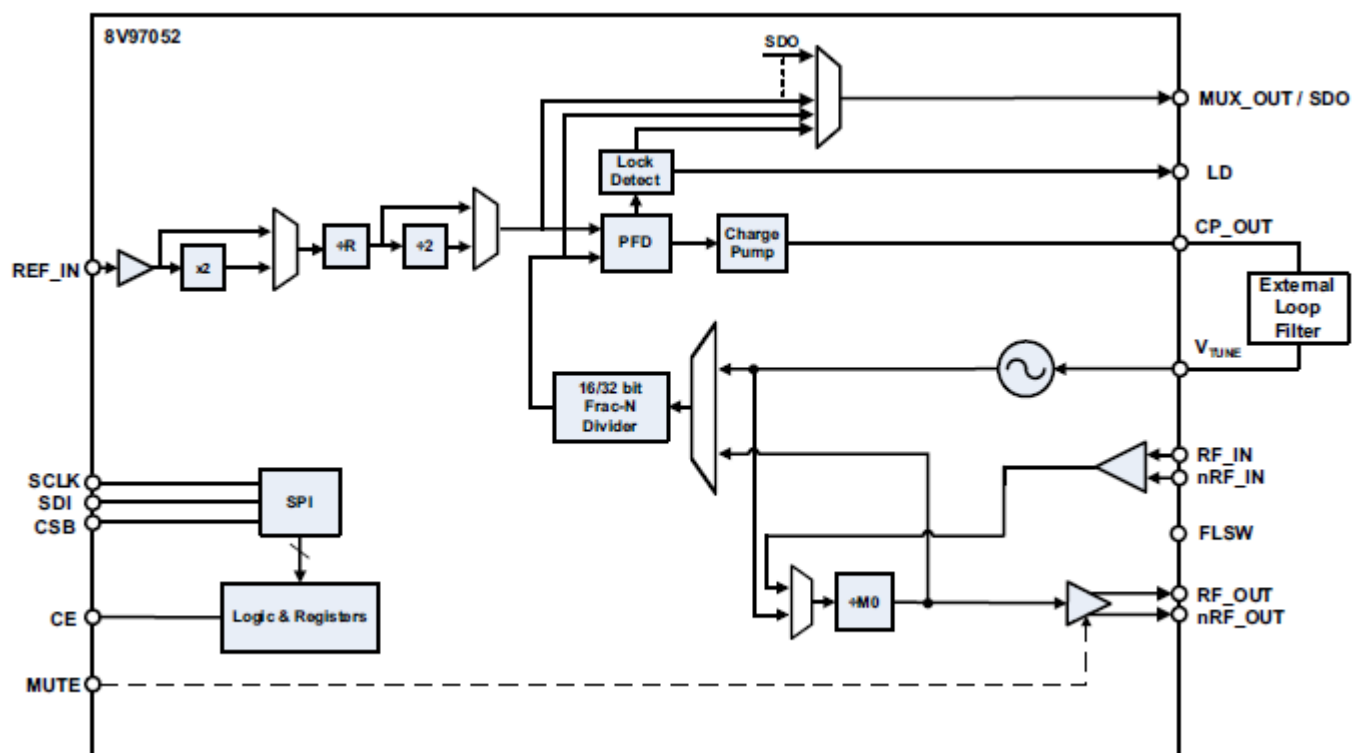 8V97052
SDO
MUX_OUT / SDO
Lock
Detect
LD
CP_OUT
REF_IN
x2
÷R
÷2
PFD
Charge
Pump
External
Loop
Filter
VTUNE
16/32 bit
Frac-N
Divider
RF_IN
nRF_IN
SCLK
SDI
CSB
SPI
FLSW
CE
Logic & Registers
÷M0
RF_OUT
nRF_OUT
MUTE